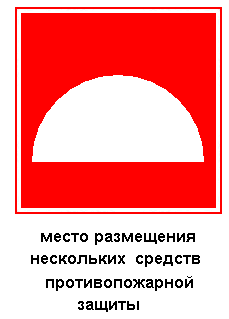 место размещения
нескольких средств
противопожарной
защиты